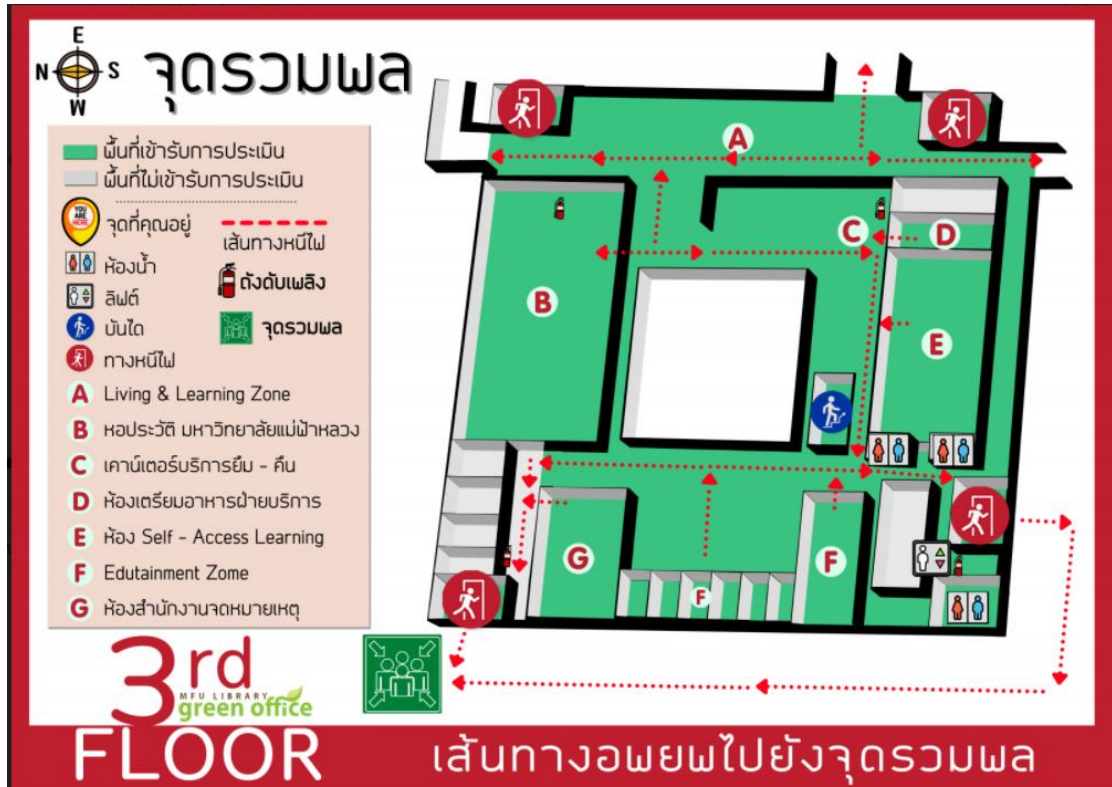 E
N S
W
จุดรวมพล
พื้นที่เข้ารับการประเมิน
พื้นที่ไม่เข้ารับการประเมิน
YOU ARE HERE
จุดที่คุณอยู่
เส้นทางหนีไฟ
ห้องน้ำ
ถังดับเพลิง
ลิฟต์
จุดรวมพล
บันได
ทางหนีไฟ
A Living & Learning Zone
B หอประวัติ มหาวิทยาลัยแม่ฟ้าหลวง
C เคาน์เตอร์บริการยืม - คืน
D ห้องเตรียมอาหารฝ่ายบริการ
E ห้อง Self - Access Learning
F Edutainment Zome
G ห้องสำนักงานจดหมายเหตุ
A
C
D
B
E
G
F
F
3rd
MFU LIBRARY
green office
FLOOR
เส้นทางอพยพไปยังจุดรวมพล